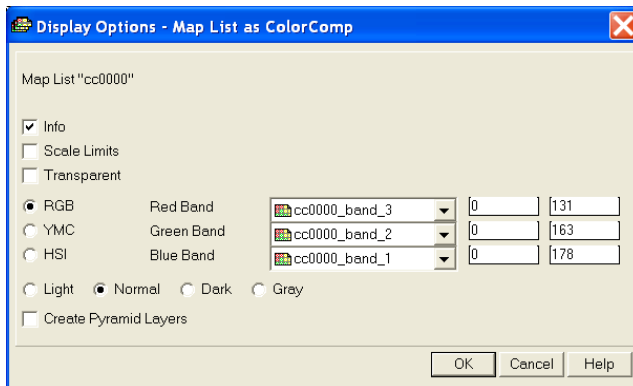 Display Options - Map List as ColorComp
Map List "cc0000"
Info
Scale Limits
Transparent
RGB Red Band cc0000_band_3 0 131
YMC Green Band cc0000_band_2 0 163
HSI Blue Band cc0000_band_1 0 178
Light Normal Dark Gray
Create Pyramid Layers
OK Cancel Help